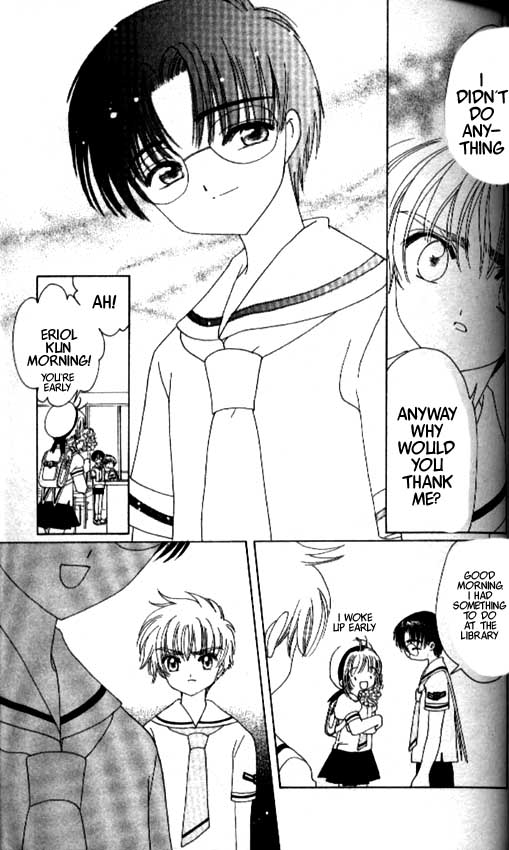 I
DIDN'T
DO
ANY-
THING
ANYWAY
WHY
WOULD
YOU
THANK
ME?
AH!
ERIOL
KUN
MORNING!
YOU'RE
EARLY
GOOD
MORNING
I HAD
SOMETHING
TO DO
AT THE
LIBRARY
I WOKE
UP EARLY